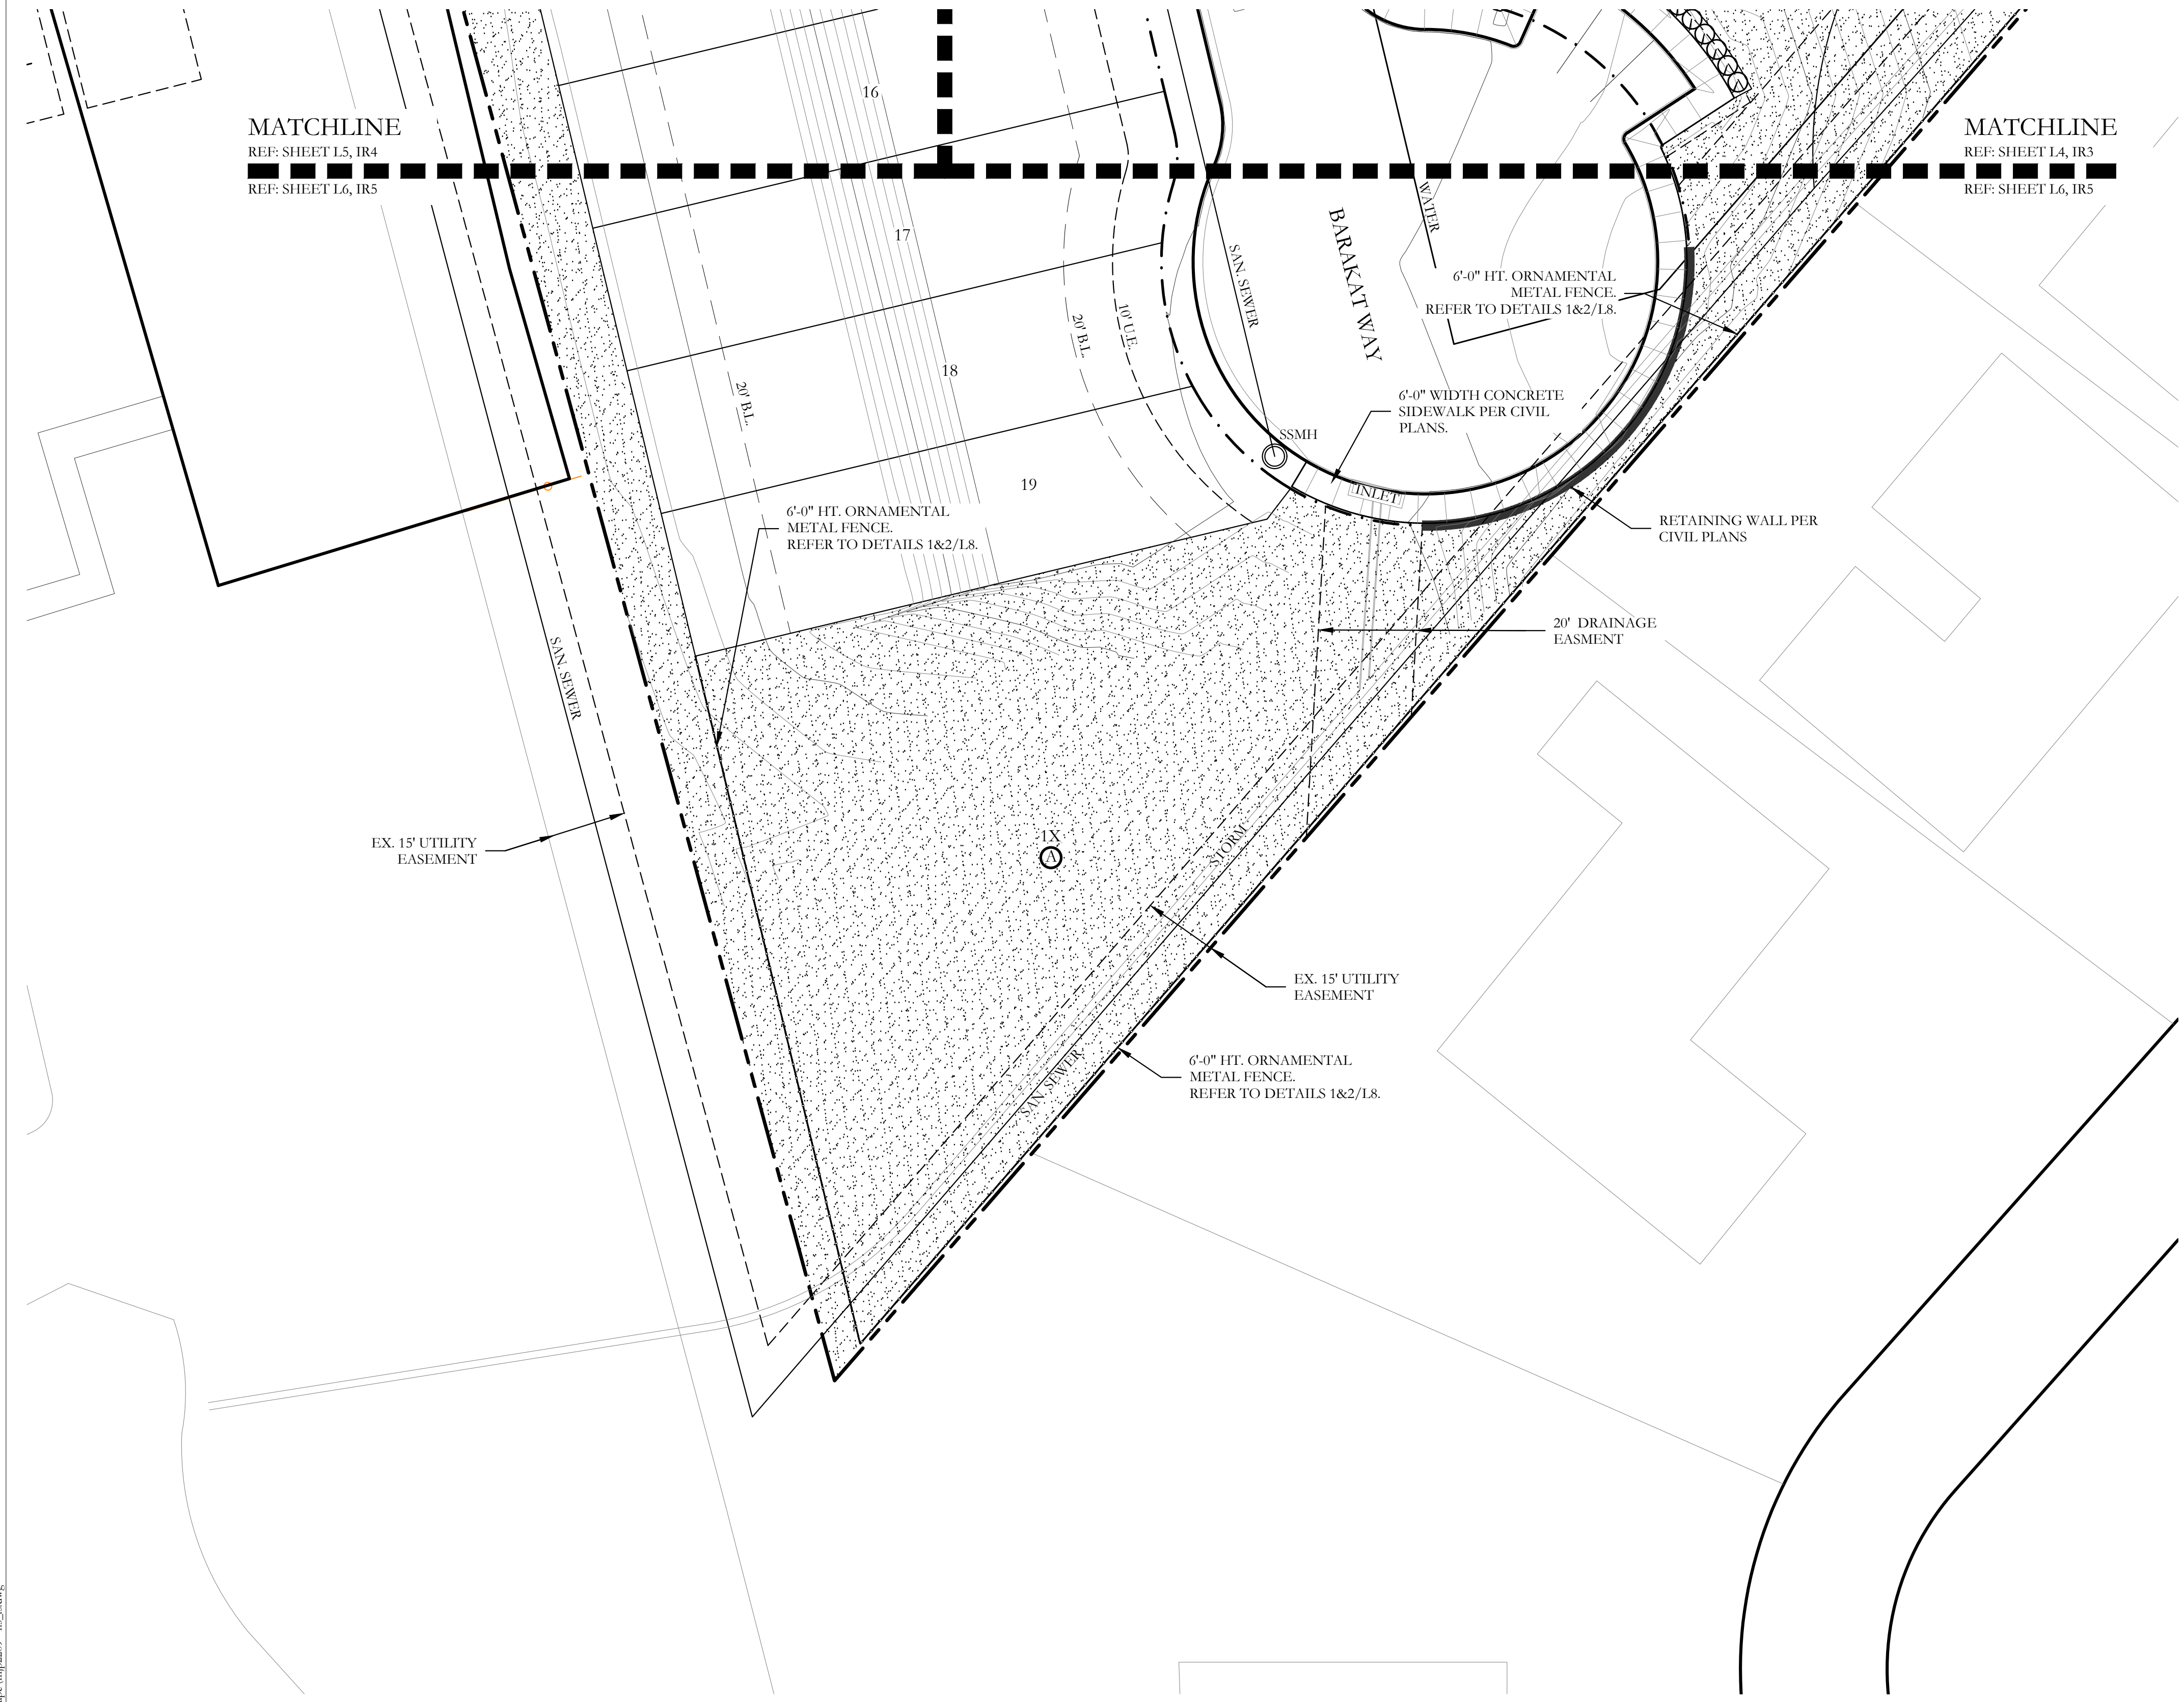 MATCHLINE
REF: SHEET L5, IR4
REF: SHEET L6, IR5
MATCHLINE
REF: SHEET L4, IR3
REF: SHEET L6, IR5
16
17
18
19
20' B.L.
20' B.L.
10' U.E.
SAN. SEWER
BARAKAT WAY
WATER
6'-0" HT. ORNAMENTAL
METAL FENCE.
REFER TO DETAILS 1&2/L8.
6'-0" WIDTH CONCRETE
SIDEWALK PER CIVIL
PLANS.
SSMH
INLET
6'-0" HT. ORNAMENTAL
METAL FENCE.
REFER TO DETAILS 1&2/L8.
RETAINING WALL PER
CIVIL PLANS
20' DRAINAGE
EASMENT
SAN. SEWER
EX. 15' UTILITY
EASEMENT
1X
A
STORM
EX. 15' UTILITY
EASEMENT
SAN. SEWER
6'-0" HT. ORNAMENTAL
METAL FENCE.
REFER TO DETAILS 1&2/L8.